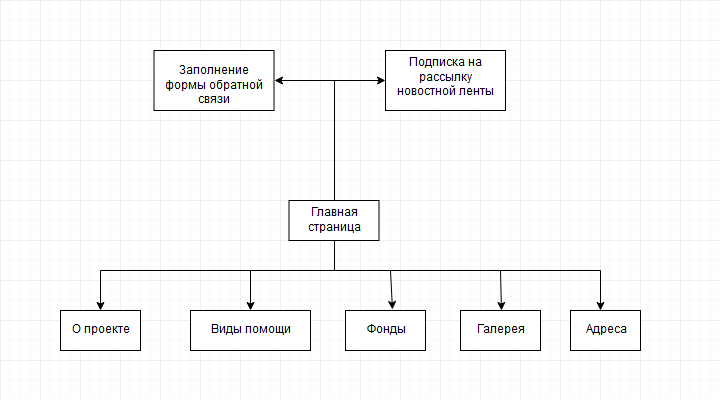 Заполнение
формы обратной
связи
Подписка на
рассылку
новостной ленты
Главная
страница
О проекте
Виды помощи
Фонды
Галерея
Адреса